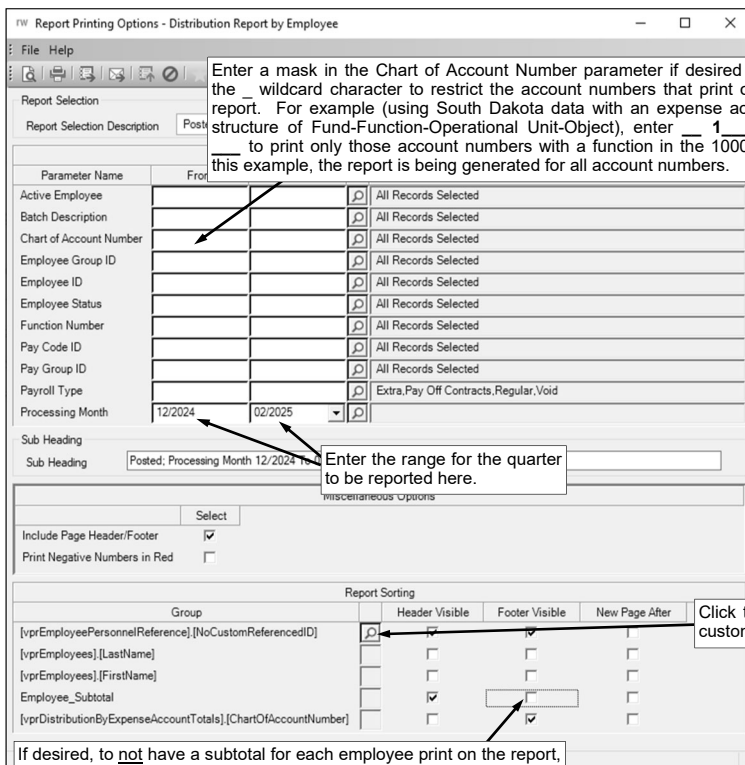 rw Report Printing Options - Distribution Report by Employee
File Help
Enter a mask in the Chart of Account Number parameter if desired
the _ wildcard character to restrict the account numbers that print
report. For example (using South Dakota data with an expense
structure of Fund-Function-Operational Unit-Object), enter __ 1___
___ to print only those account numbers with a function in the 1000
this example, the report is being generated for all account numbers.
Report Selection
Report Selection Description
Parameter Name
Active Employee All Records Selected
Batch Description All Records Selected
Chart of Account Number All Records Selected
Employee Group ID All Records Selected
Employee ID All Records Selected
Employee Status All Records Selected
Function Number All Records Selected
Pay Code ID All Records Selected
Pay Group ID All Records Selected
Payroll Type Extra,Pay Off Contracts,Regular,Void
Processing Month 12/2024 02/2025
Sub Heading
Sub Heading Posted; Processing Month 12/2024 To
Enter the range for the quarter
to be reported here.
Miscellaneous Options
Select
Include Page Header/Footer
Print Negative Numbers in Red
Report Sorting
Group Header Visible Footer Visible New Page After
Click
[vprEmployeePersonnelReference].[NoCustomReferencedID]
[vprEmployees].[LastName]
[vprEmployees].[FirstName]
Employee_Subtotal
[vprDistributionByExpenseAccountTotals].[ChartOfAccountNumber]
If desired, to not have a subtotal for each employee print on the report,